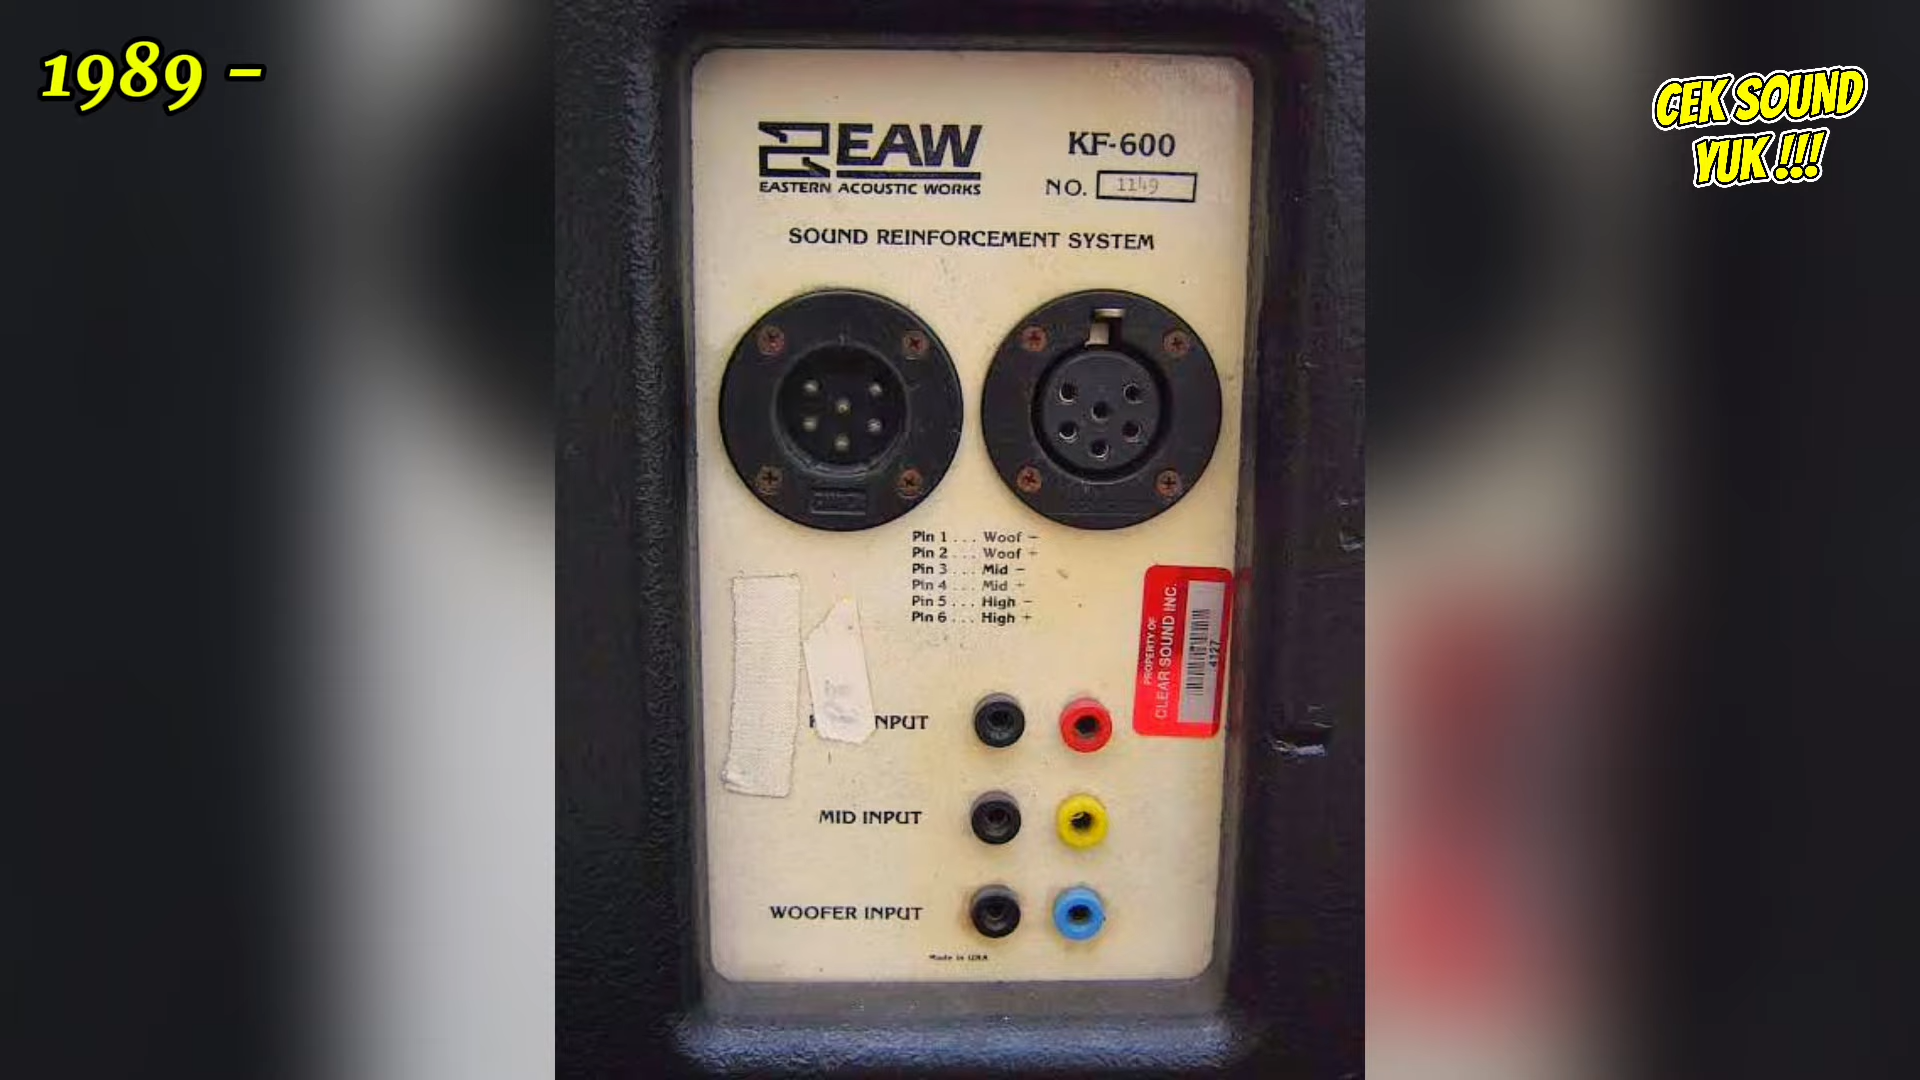 1989 –
CEK SOUND
YUK !!!
EAW
EASTERN ACOUSTIC WORKS
KF-600
NO. 1149
SOUND REINFORCEMENT SYSTEM
Pin 1 . . . Woof −
Pin 2 . . . Woof +
Pin 3 . . . Mid −
Pin 4 . . . Mid +
Pin 5 . . . High −
Pin 6 . . . High +
PROPERTY OF
CLEAR SOUND INC.
4127
INPUT
MID INPUT
WOOFER INPUT
Made in USA